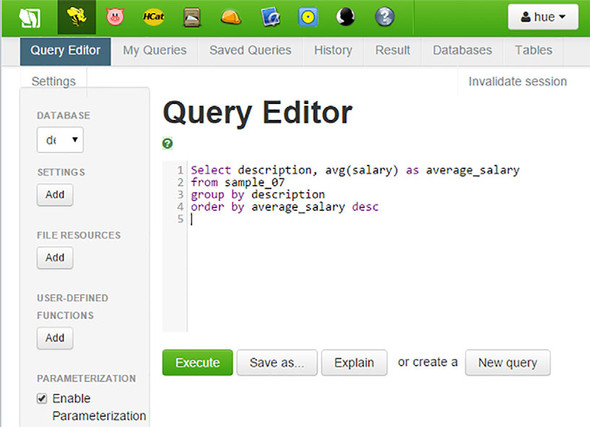 HCat
hue
Query Editor
My Queries
Saved Queries
History
Result
Databases
Tables
Settings
Invalidate session
DATABASE
SETTINGS
Add
FILE RESOURCES
Add
USER-DEFINED
FUNCTIONS
Add
PARAMETERIZATION
Enable
Parameterization
Query Editor
1 Select description, avg(salary) as average_salary
2 from sample_07
3 group by description
4 order by average_salary desc
5
Execute
Save as...
Explain
or create a
New query